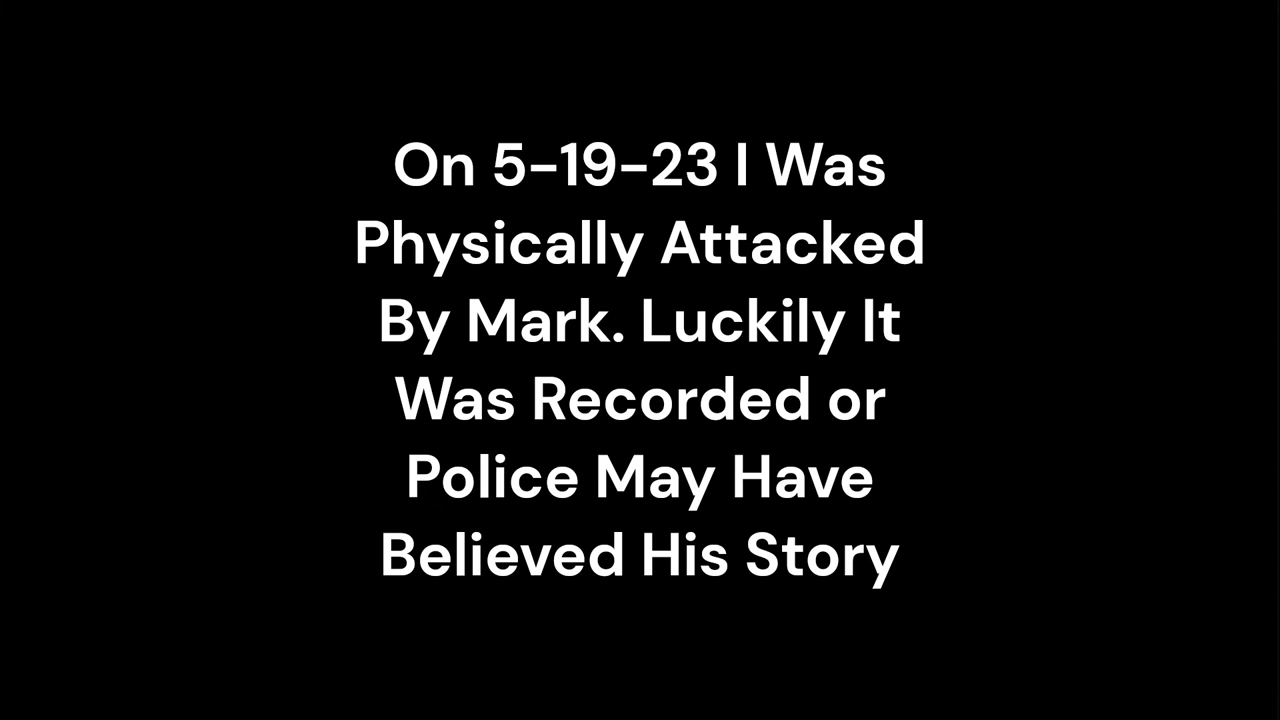 On 5-19-23 I Was
Physically Attacked
By Mark. Luckily It
Was Recorded or
Police May Have
Believed His Story